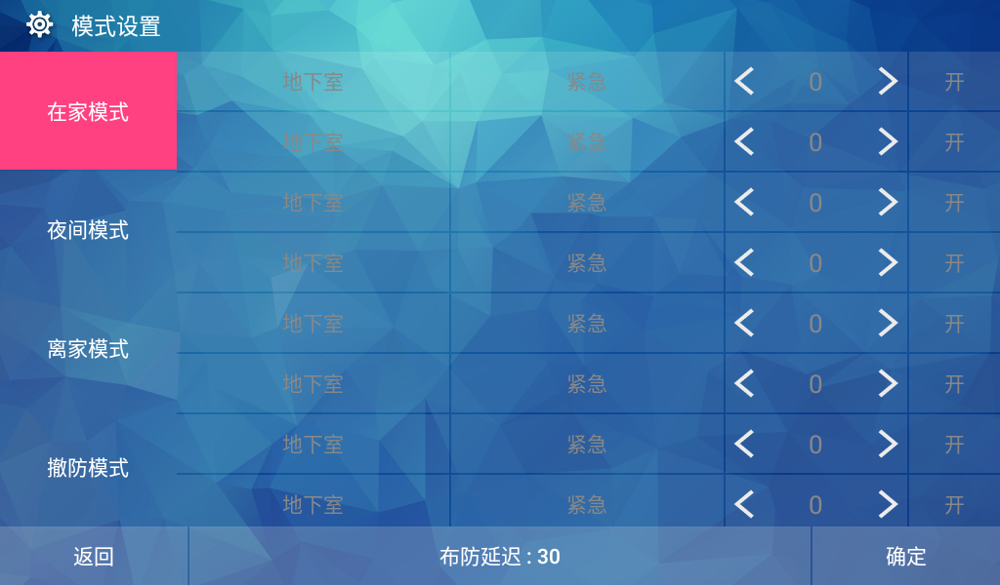 模式设置
在家模式
夜间模式
离家模式
撤防模式
地下室 紧急 0 开
地下室 紧急 0 开
地下室 紧急 0 开
地下室 紧急 0 开
地下室 紧急 0 开
地下室 紧急 0 开
地下室 紧急 0 开
地下室 紧急 0 开
返回 布防延迟 : 30 确定